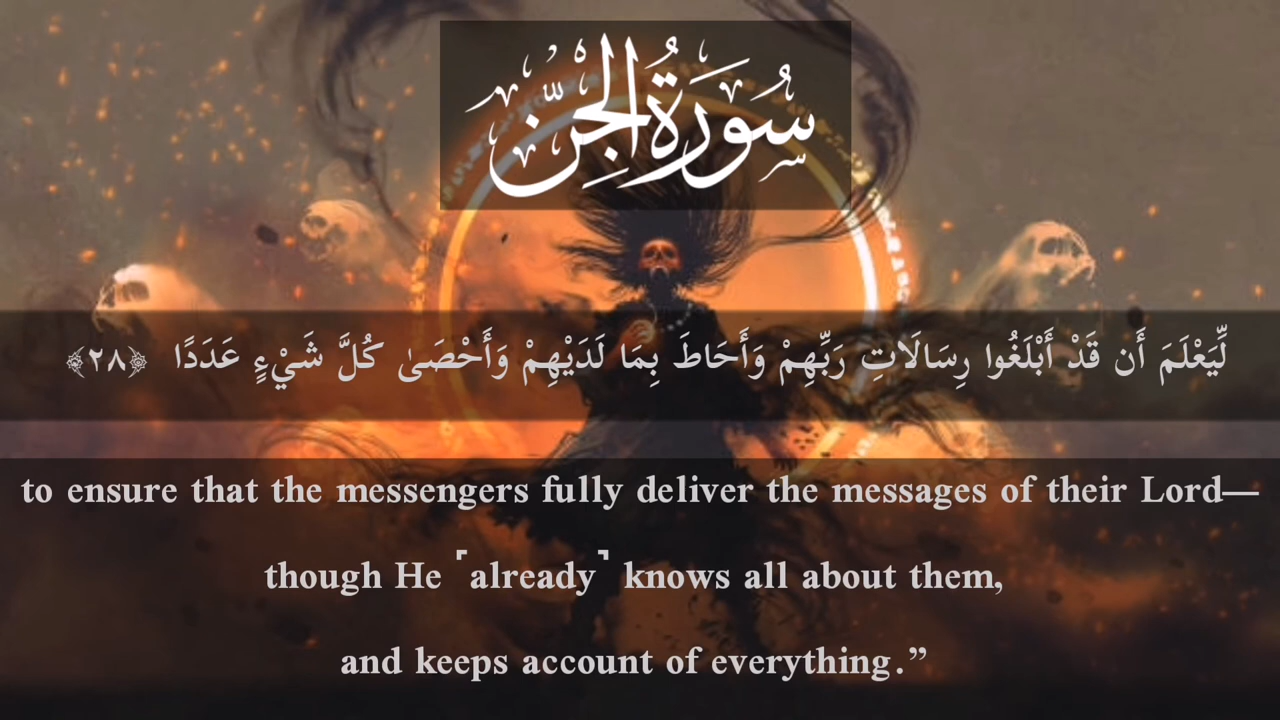 سُورَةُ الجِنِّ
لِّيَعْلَمَ أَن قَدْ أَبْلَغُوا رِسَالَاتِ رَبِّهِمْ وَأَحَاطَ بِمَا لَدَيْهِمْ وَأَحْصَىٰ كُلَّ شَيْءٍ عَدَدًا ﴿٢٨﴾
to ensure that the messengers fully deliver the messages of their Lord—
though He ˹already˺ knows all about them,
and keeps account of everything.”